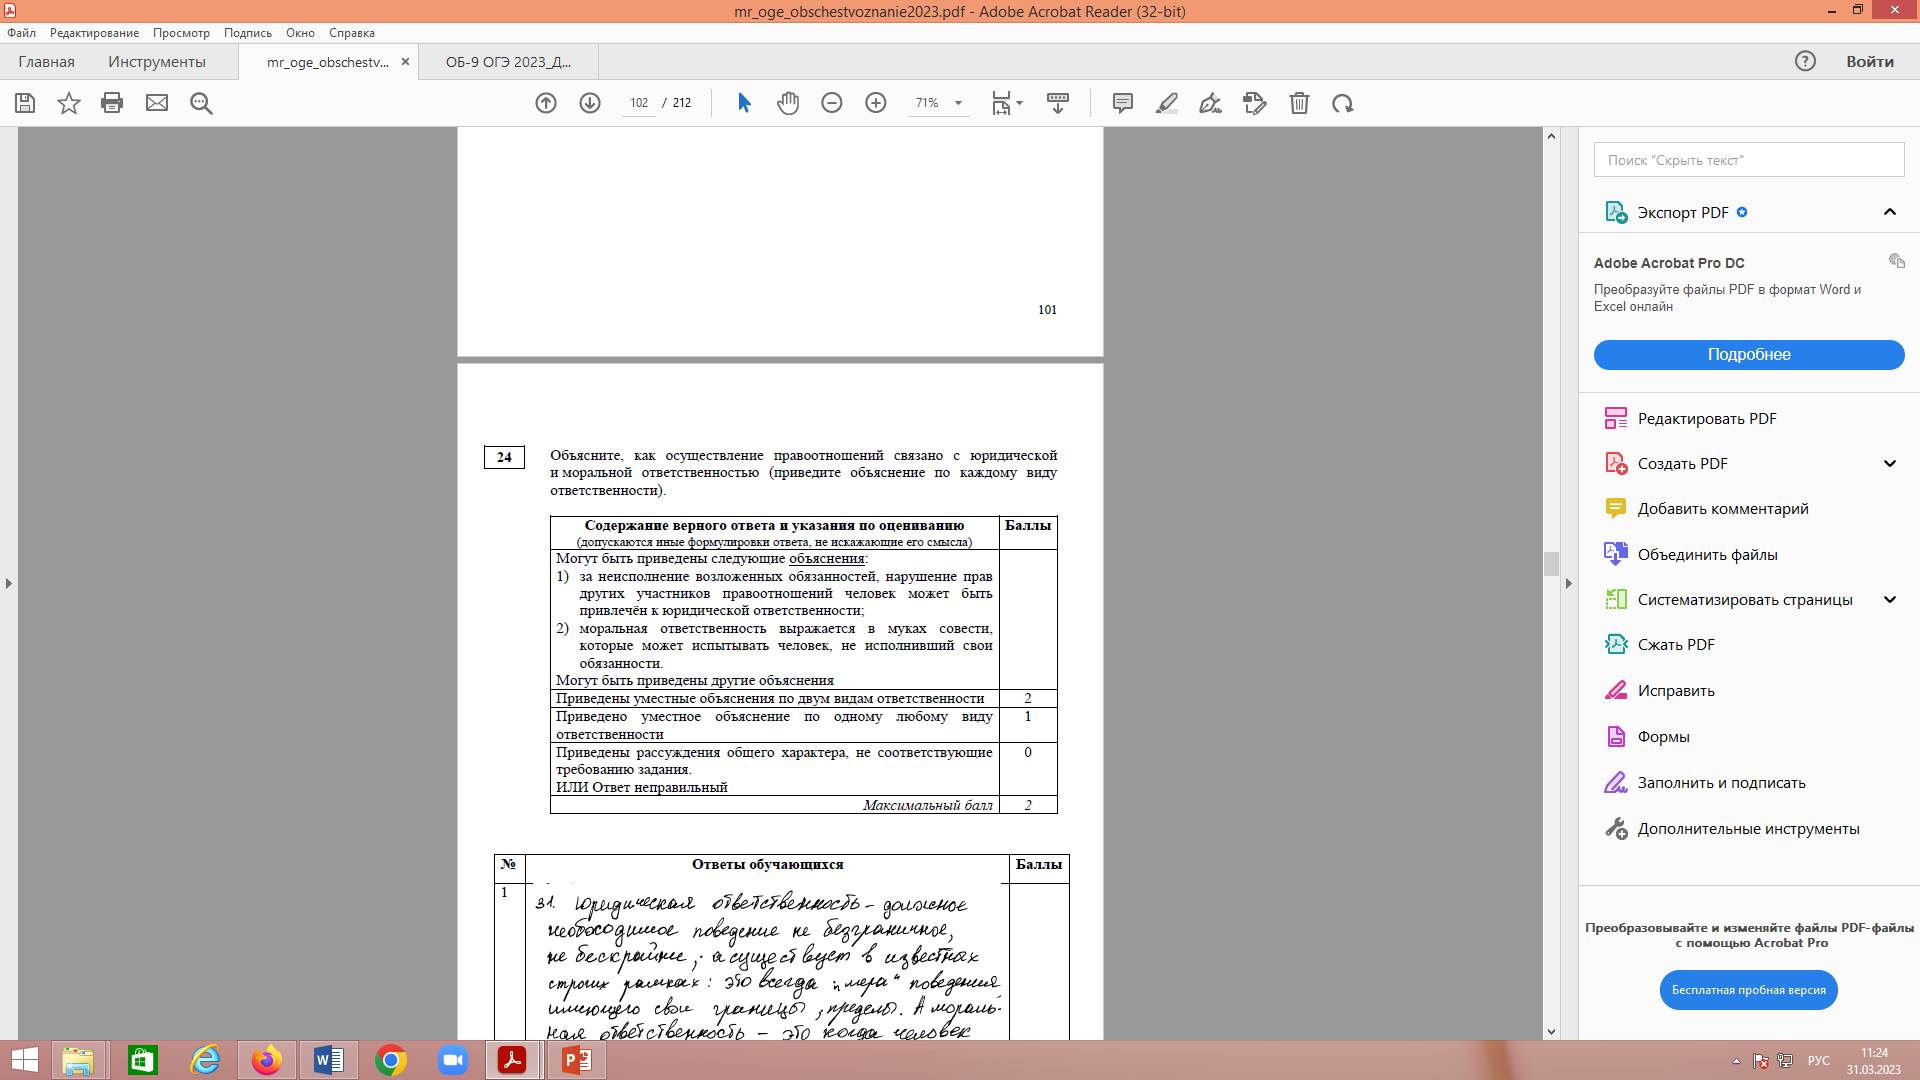 mr_oge_obschestvoznanie2023.pdf - Adobe Acrobat Reader (32-bit)
Файл Редактирование Просмотр Подпись Окно Справка
Главная Инструменты mr_oge_obschestv... × ОБ-9 ОГЭ 2023_Д... Войти
102 / 212 71%
Поиск "Скрыть текст"
Экспорт PDF
Adobe Acrobat Pro DC
Преобразуйте файлы PDF в формат Word и
Excel онлайн
Подробнее
Редактировать PDF
Создать PDF
Добавить комментарий
Объединить файлы
Систематизировать страницы
Сжать PDF
Исправить
Формы
Заполнить и подписать
Дополнительные инструменты
Преобразовывайте и изменяйте файлы PDF-файлы
с помощью Acrobat Pro
Бесплатная пробная версия
101
24 Объясните, как осуществление правоотношений связано с юридической
и моральной ответственностью (приведите объяснение по каждому виду
ответственности).
Содержание верного ответа и указания по оцениванию Баллы
(допускаются иные формулировки ответа, не искажающие его смысла)
Могут быть приведены следующие объяснения:
1) за неисполнение возложенных обязанностей, нарушение прав
других участников правоотношений человек может быть
привлечён к юридической ответственности;
2) моральная ответственность выражается в муках совести,
которые может испытывать человек, не исполнивший свои
обязанности.
Могут быть приведены другие объяснения
Приведены уместные объяснения по двум видам ответственности 2
Приведено уместное объяснение по одному любому виду 1
ответственности
Приведены рассуждения общего характера, не соответствующие 0
требованию задания.
ИЛИ Ответ неправильный
Максимальный балл 2
№ Ответы обучающихся Баллы
1
31. Юридическая ответственность – должное
необходимое поведение не безграничное,
не бескрайне, а существует в известных
строгих рамках: это всегда "мера" поведения
имеющего свои границы, пределы. А мораль-
ная ответственность – это когда человек
РУС 11:24
31.03.2023